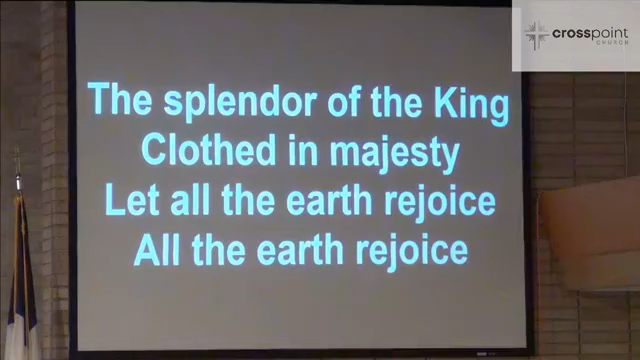 crosspoint
CHURCH
The splendor of the King
Clothed in majesty
Let all the earth rejoice
All the earth rejoice